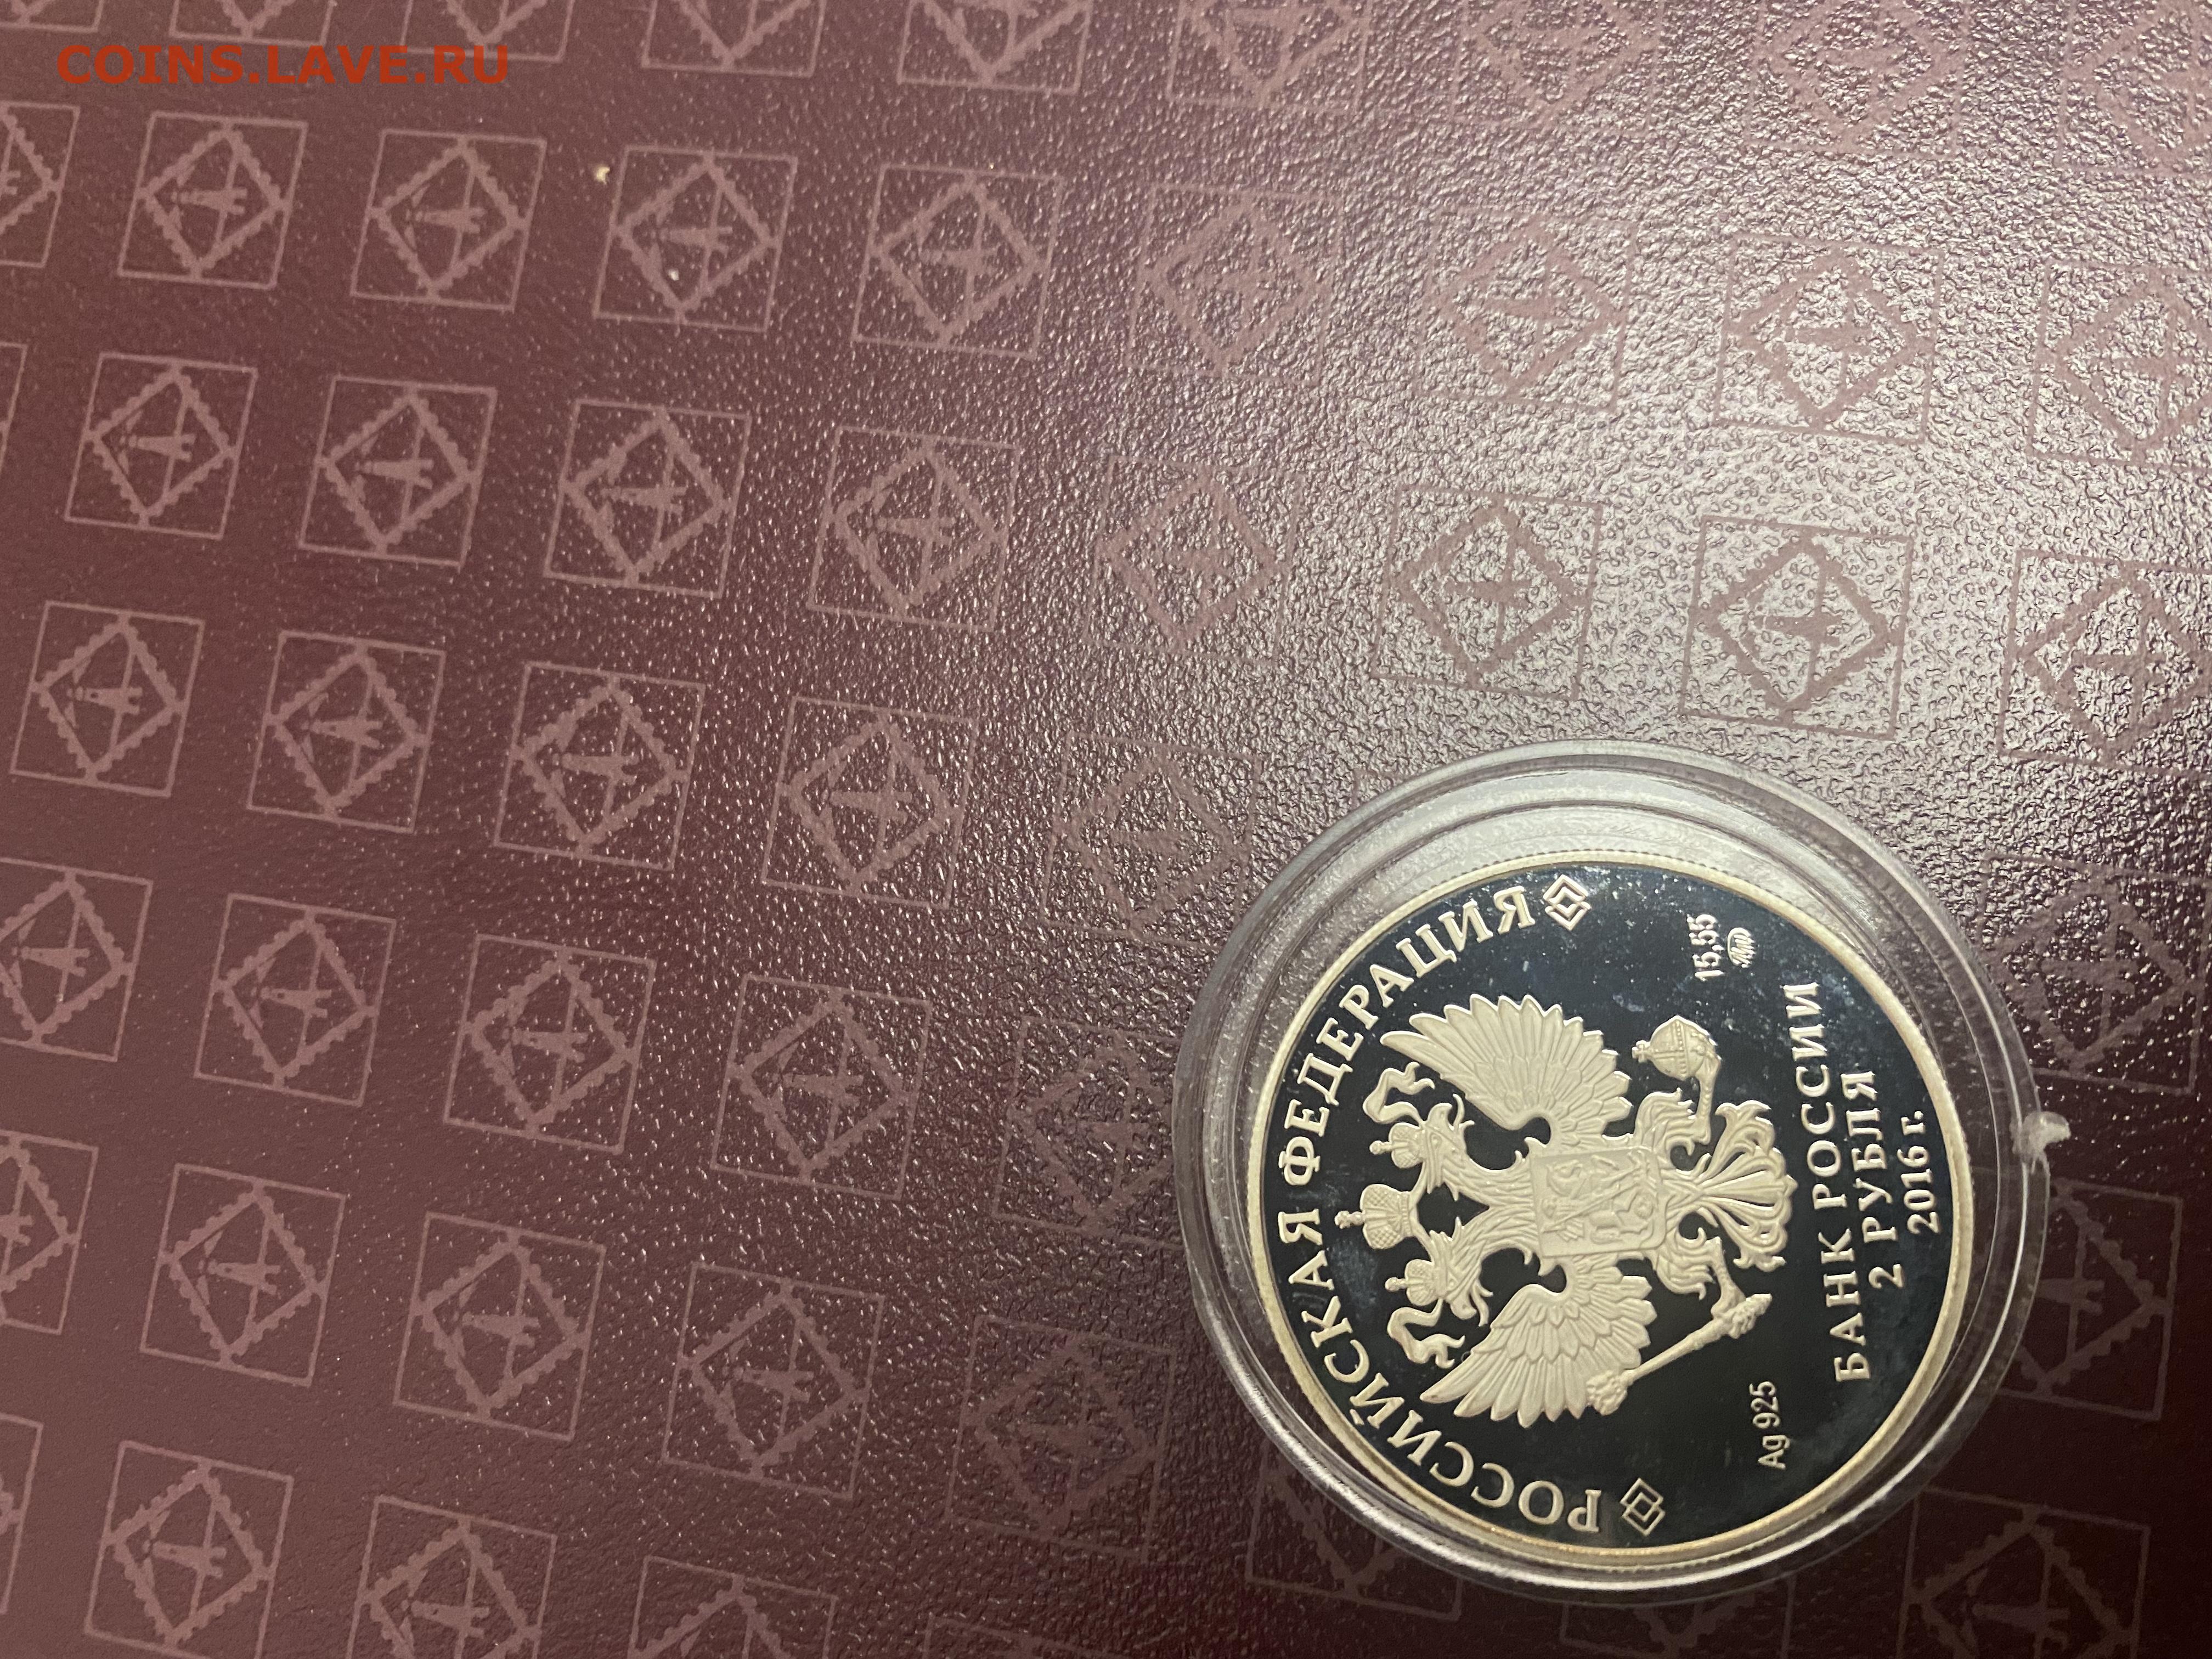 COINS.LAVE.RU
РОССИЙСКАЯ ФЕДЕРАЦИЯ
Ag 925
15,55
БАНК РОССИИ
2 РУБЛЯ
2016 г.